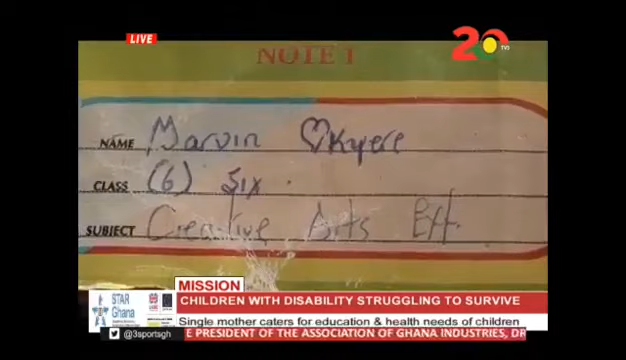 LIVE
20 TV3
NOTE 1
NAME Marvin Okyere
CLASS (6) Six
SUBJECT Creative Arts Eff.
MISSION
STAR Ghana
CHILDREN WITH DISABILITY STRUGGLING TO SURVIVE
Single mother caters for education & health needs of children
@3sportsgh E PRESIDENT OF THE ASSOCIATION OF GHANA INDUSTRIES, DR